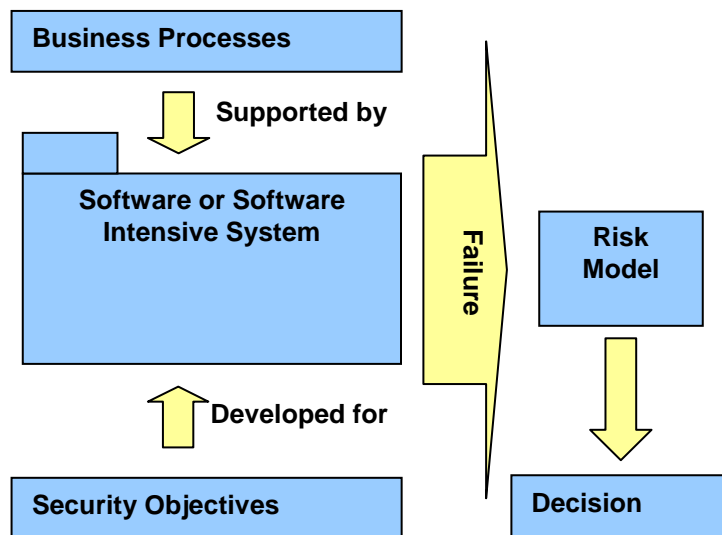 Business Processes
Supported by
Software or Software
Intensive System
Failure
Risk
Model
Developed for
Security Objectives
Decision